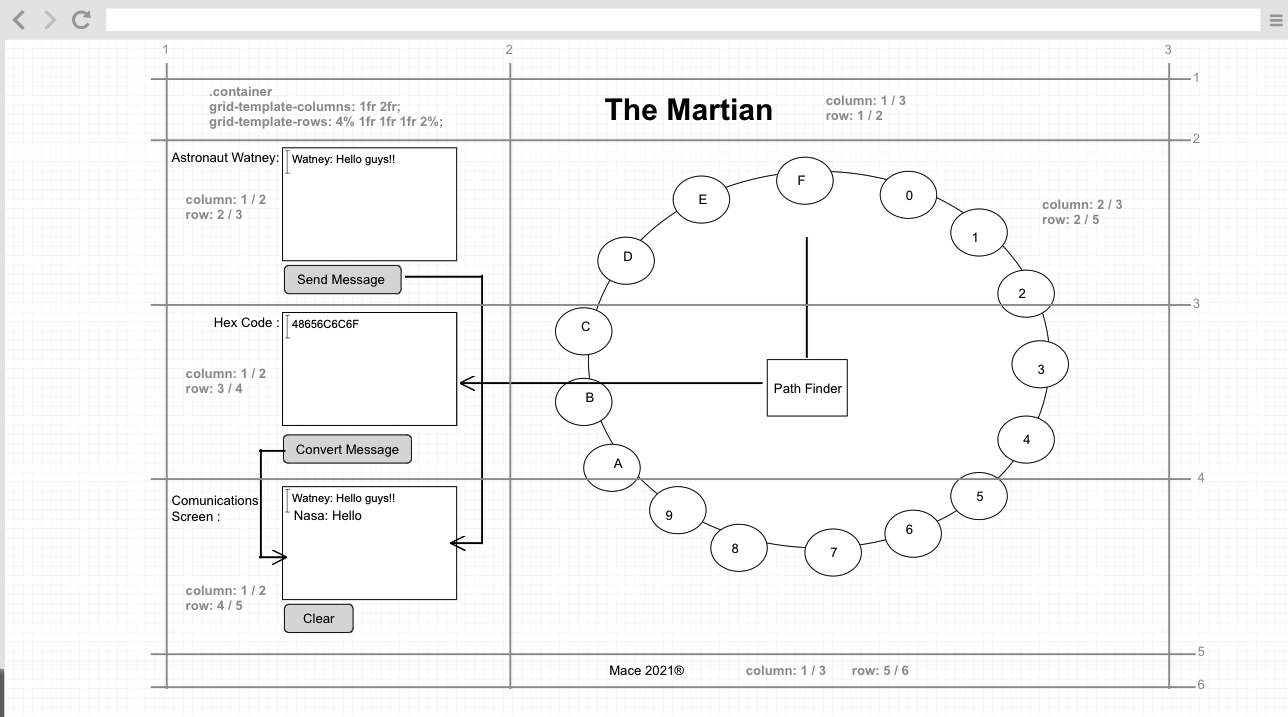 1
2
3
1
.container
grid-template-columns: 1fr 2fr;
grid-template-rows: 4% 1fr 1fr 1fr 2%;
The Martian
column: 1 / 3
row: 1 / 2
2
Astronaut Watney:
Watney: Hello guys!!
column: 1 / 2
row: 2 / 3
Send Message
column: 2 / 3
row: 2 / 5
F
0
1
2
3
4
5
6
7
8
9
A
B
C
D
E
Path Finder
3
Hex Code :
48656C6C6F
column: 1 / 2
row: 3 / 4
Convert Message
4
Comunications
Screen :
Watney: Hello guys!!
Nasa: Hello
column: 1 / 2
row: 4 / 5
Clear
5
Mace 2021® column: 1 / 3 row: 5 / 6
6